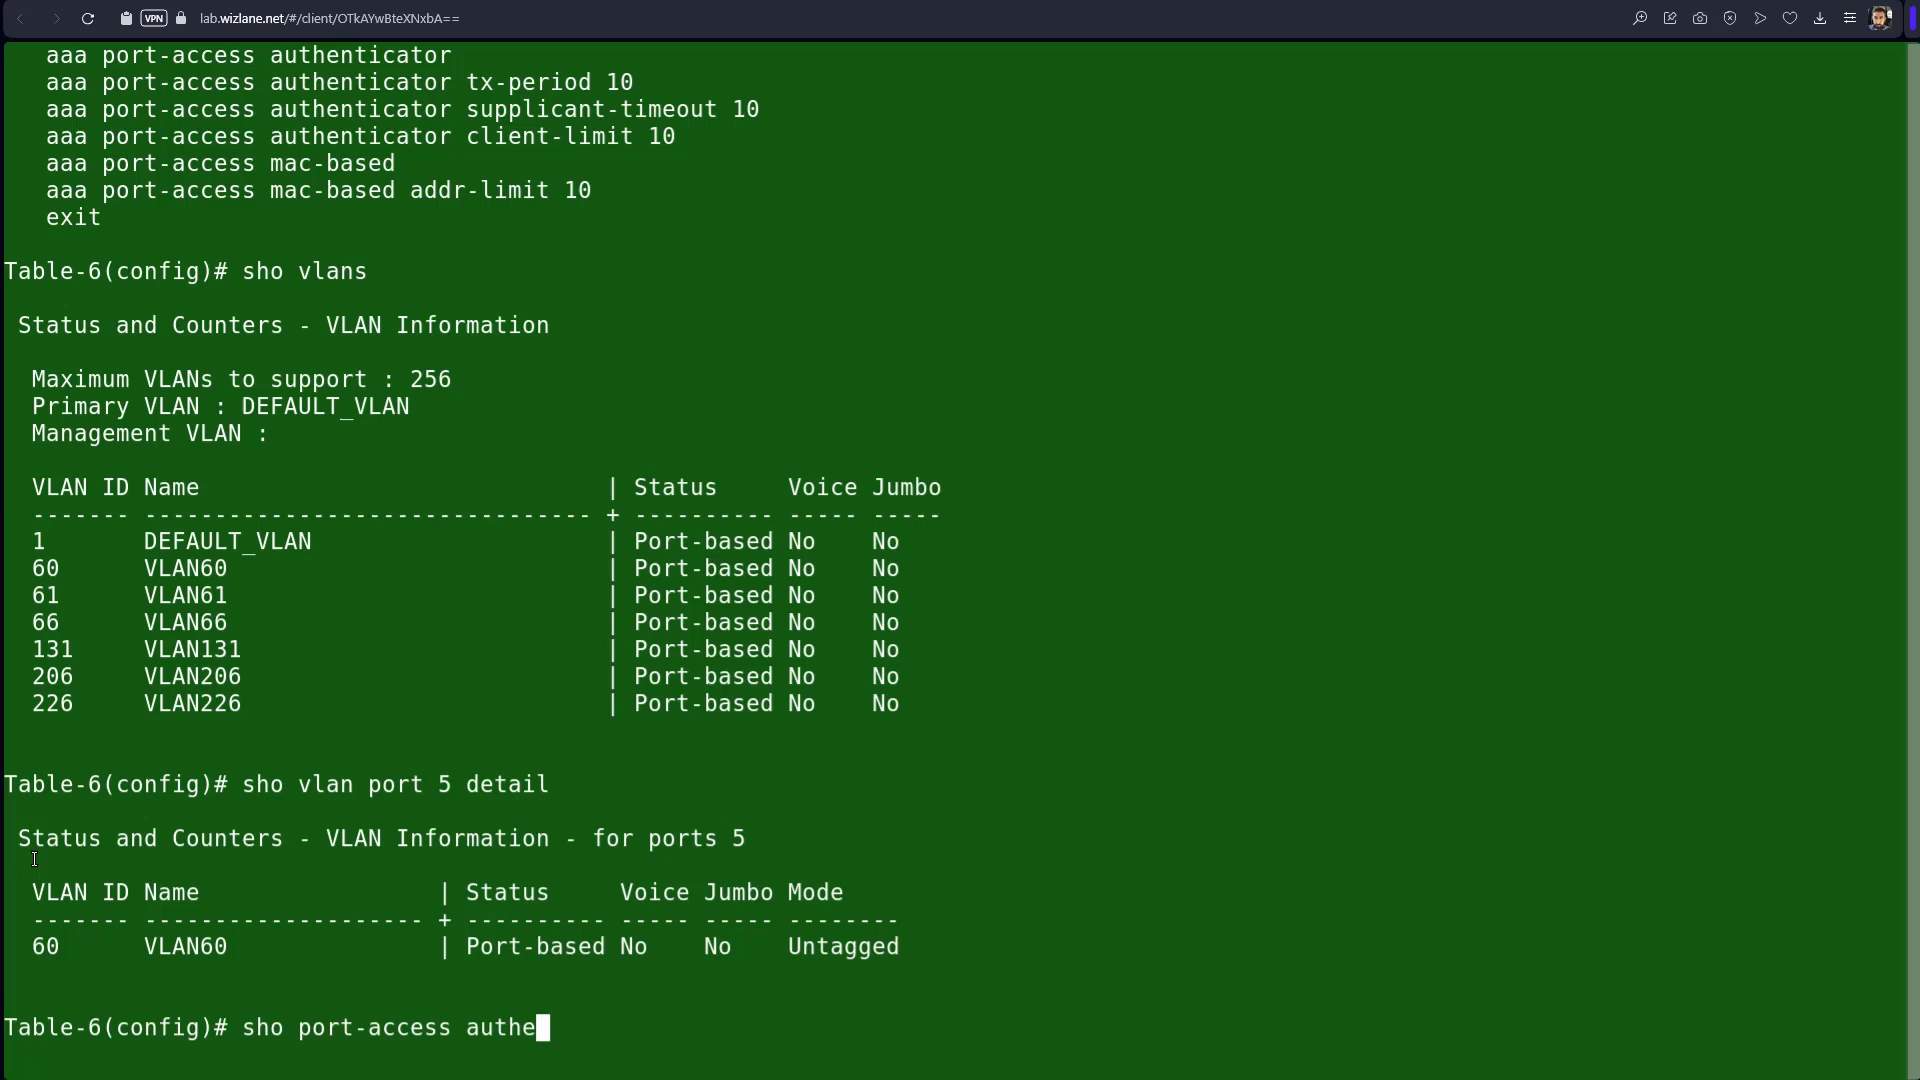 VPN lab.wizlane.net/#/client/OTkAYwBteXNxbA==
aaa port-access authenticator
aaa port-access authenticator tx-period 10
aaa port-access authenticator supplicant-timeout 10
aaa port-access authenticator client-limit 10
aaa port-access mac-based
aaa port-access mac-based addr-limit 10
exit
Table-6(config)# sho vlans
Status and Counters - VLAN Information
Maximum VLANs to support : 256
Primary VLAN : DEFAULT_VLAN
Management VLAN :
VLAN ID Name                             | Status     Voice Jumbo
------- -------------------------------- + ---------- ----- -----
1       DEFAULT_VLAN                     | Port-based No    No
60      VLAN60                           | Port-based No    No
61      VLAN61                           | Port-based No    No
66      VLAN66                           | Port-based No    No
131     VLAN131                          | Port-based No    No
206     VLAN206                          | Port-based No    No
226     VLAN226                          | Port-based No    No
Table-6(config)# sho vlan port 5 detail
Status and Counters - VLAN Information - for ports 5
VLAN ID Name                 | Status     Voice Jumbo Mode
------- -------------------- + ---------- ----- ----- --------
60      VLAN60               | Port-based No    No    Untagged
Table-6(config)# sho port-access authe